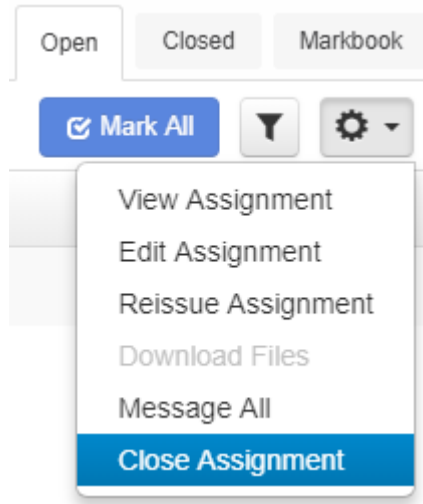 Open Closed Markbook
Mark All
View Assignment
Edit Assignment
Reissue Assignment
Download Files
Message All
Close Assignment